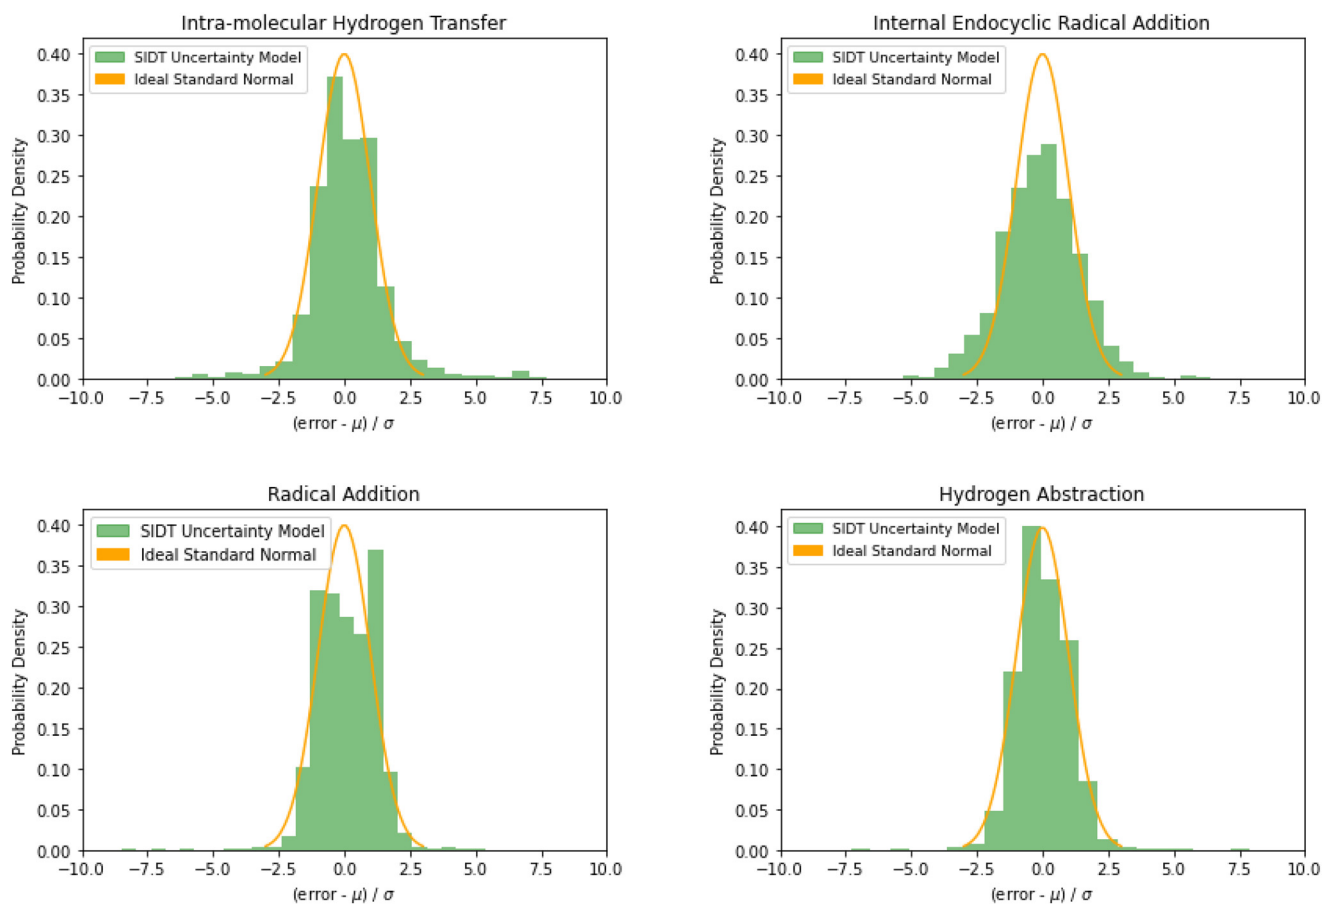 Intra-molecular Hydrogen Transfer
SIDT Uncertainty Model
Ideal Standard Normal
Probability Density
0.40
0.35
0.30
0.25
0.20
0.15
0.10
0.05
0.00
−10.0 −7.5 −5.0 −2.5 0.0 2.5 5.0 7.5 10.0
(error - μ) / σ
Internal Endocyclic Radical Addition
SIDT Uncertainty Model
Ideal Standard Normal
Probability Density
0.40
0.35
0.30
0.25
0.20
0.15
0.10
0.05
0.00
−10.0 −7.5 −5.0 −2.5 0.0 2.5 5.0 7.5 10.0
(error - μ) / σ
Radical Addition
SIDT Uncertainty Model
Ideal Standard Normal
Probability Density
0.40
0.35
0.30
0.25
0.20
0.15
0.10
0.05
0.00
−10.0 −7.5 −5.0 −2.5 0.0 2.5 5.0 7.5 10.0
(error - μ) / σ
Hydrogen Abstraction
SIDT Uncertainty Model
Ideal Standard Normal
Probability Density
0.40
0.35
0.30
0.25
0.20
0.15
0.10
0.05
0.00
−10.0 −7.5 −5.0 −2.5 0.0 2.5 5.0 7.5 10.0
(error - μ) / σ